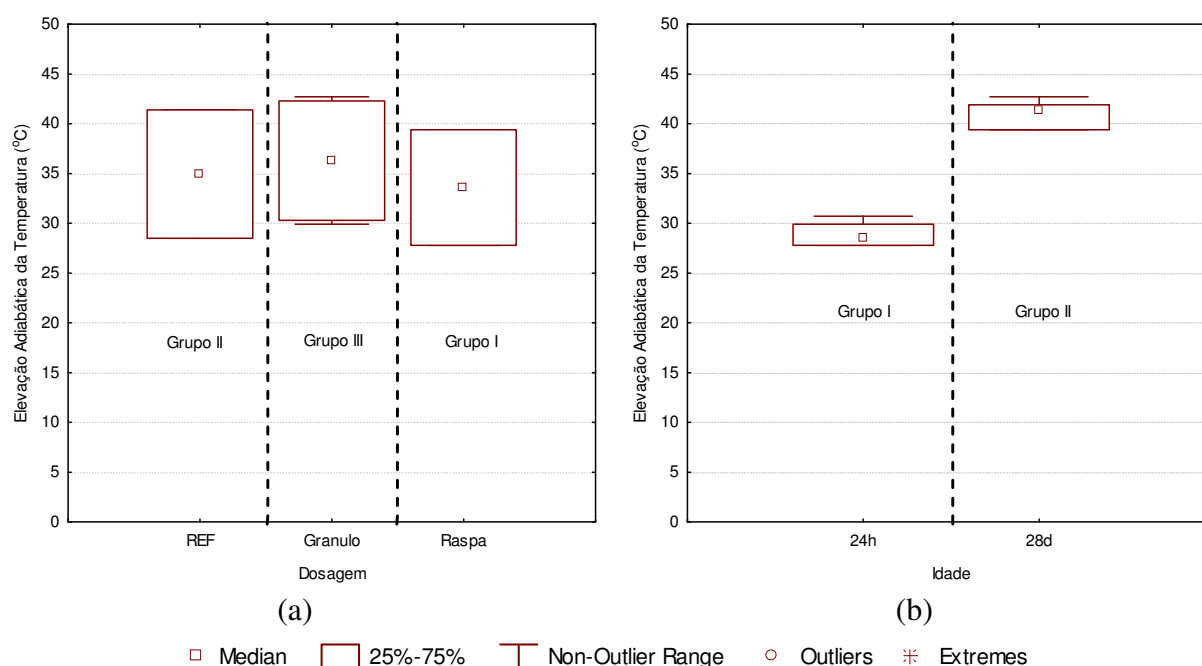 50
45
40
35
30
25
20
15
10
5
0
Elevação Adiabática da Temperatura (°C)
Grupo II
Grupo III
Grupo I
REF
Granulo
Raspa
Dosagem
(a)
50
45
40
35
30
25
20
15
10
5
0
Elevação Adiabática da Temperatura (°C)
Grupo I
Grupo II
24h
28d
Idade
(b)
Median
25%-75%
Non-Outlier Range
Outliers
Extremes